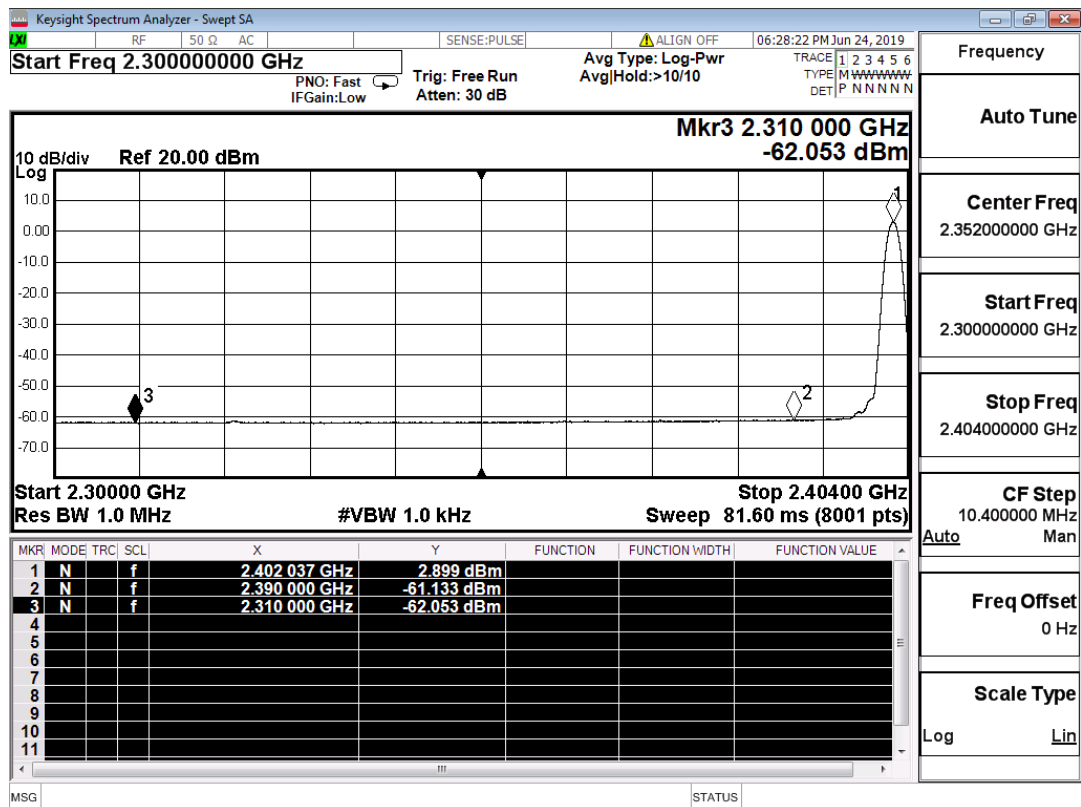 Keysight Spectrum Analyzer - Swept SA
LXI RF 50 Ω AC SENSE:PULSE ALIGN OFF 06:28:22 PM Jun 24, 2019
Start Freq 2.300000000 GHz
PNO: Fast
IFGain:Low
Trig: Free Run
Atten: 30 dB
Avg Type: Log-Pwr
Avg|Hold:>10/10
TRACE 1 2 3 4 5 6
TYPE M W W W W W
DET P N N N N N
Mkr3 2.310 000 GHz
-62.053 dBm
10 dB/div Ref 20.00 dBm
Log
10.0
0.00
-10.0
-20.0
-30.0
-40.0
-50.0
-60.0
-70.0
1
2
3
Start 2.30000 GHz Stop 2.40400 GHz
Res BW 1.0 MHz #VBW 1.0 kHz Sweep 81.60 ms (8001 pts)
MKR MODE TRC SCL X Y FUNCTION FUNCTION WIDTH FUNCTION VALUE
1 N f 2.402 037 GHz 2.899 dBm
2 N f 2.390 000 GHz -61.133 dBm
3 N f 2.310 000 GHz -62.053 dBm
4
5
6
7
8
9
10
11
MSG STATUS
Frequency
Auto Tune
Center Freq
2.352000000 GHz
Start Freq
2.300000000 GHz
Stop Freq
2.404000000 GHz
CF Step
10.400000 MHz
Auto Man
Freq Offset
0 Hz
Scale Type
Log Lin